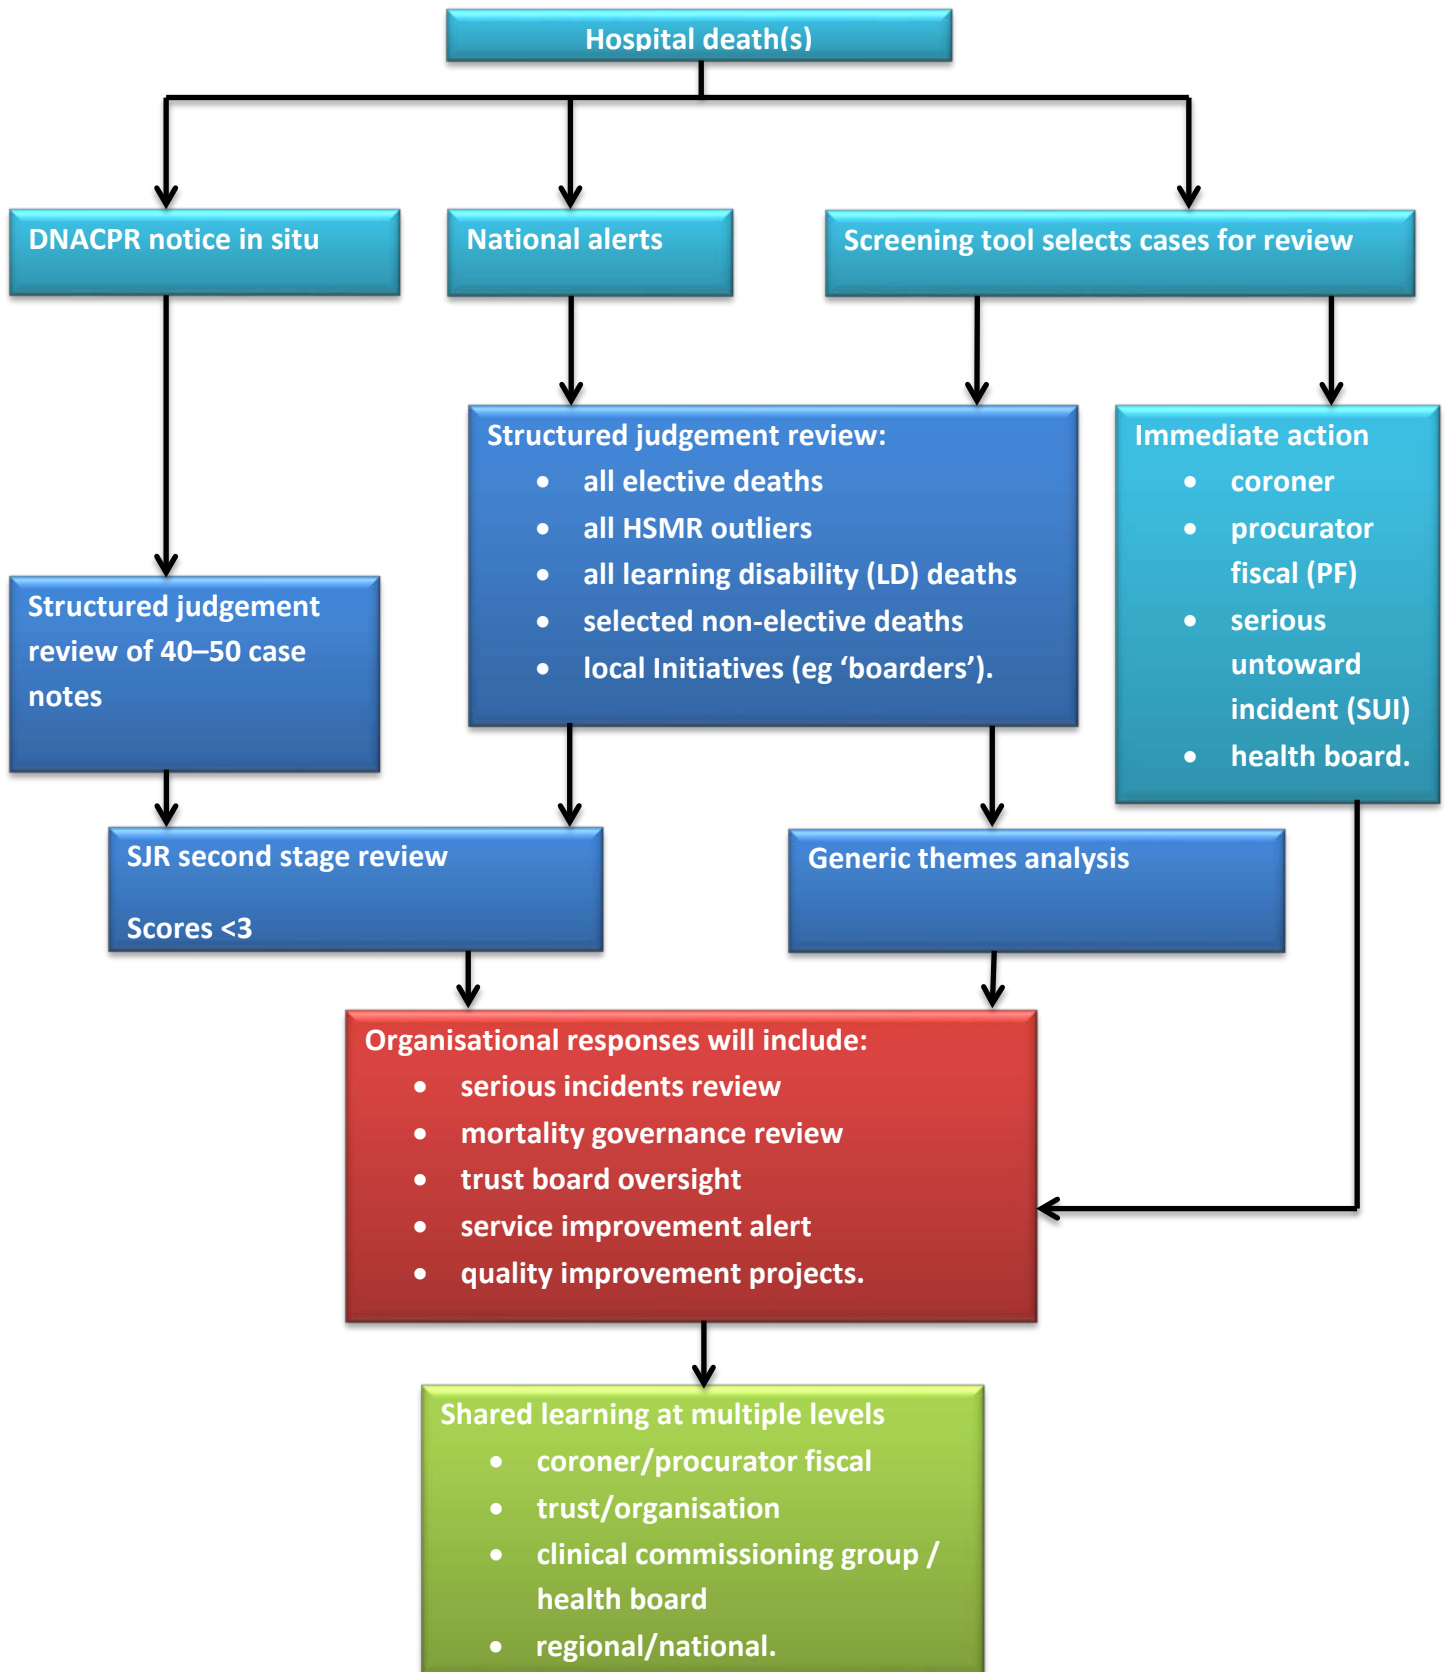 Hospital death(s)
DNACPR notice in situ
National alerts
Screening tool selects cases for review
Structured judgement review:
• all elective deaths
• all HSMR outliers
• all learning disability (LD) deaths
• selected non-elective deaths
• local Initiatives (eg ‘boarders’).
Immediate action
• coroner
• procurator
fiscal (PF)
• serious
untoward
incident (SUI)
• health board.
Structured judgement
review of 40–50 case
notes
SJR second stage review
Scores <3
Generic themes analysis
Organisational responses will include:
• serious incidents review
• mortality governance review
• trust board oversight
• service improvement alert
• quality improvement projects.
Shared learning at multiple levels
• coroner/procurator fiscal
• trust/organisation
• clinical commissioning group /
health board
• regional/national.